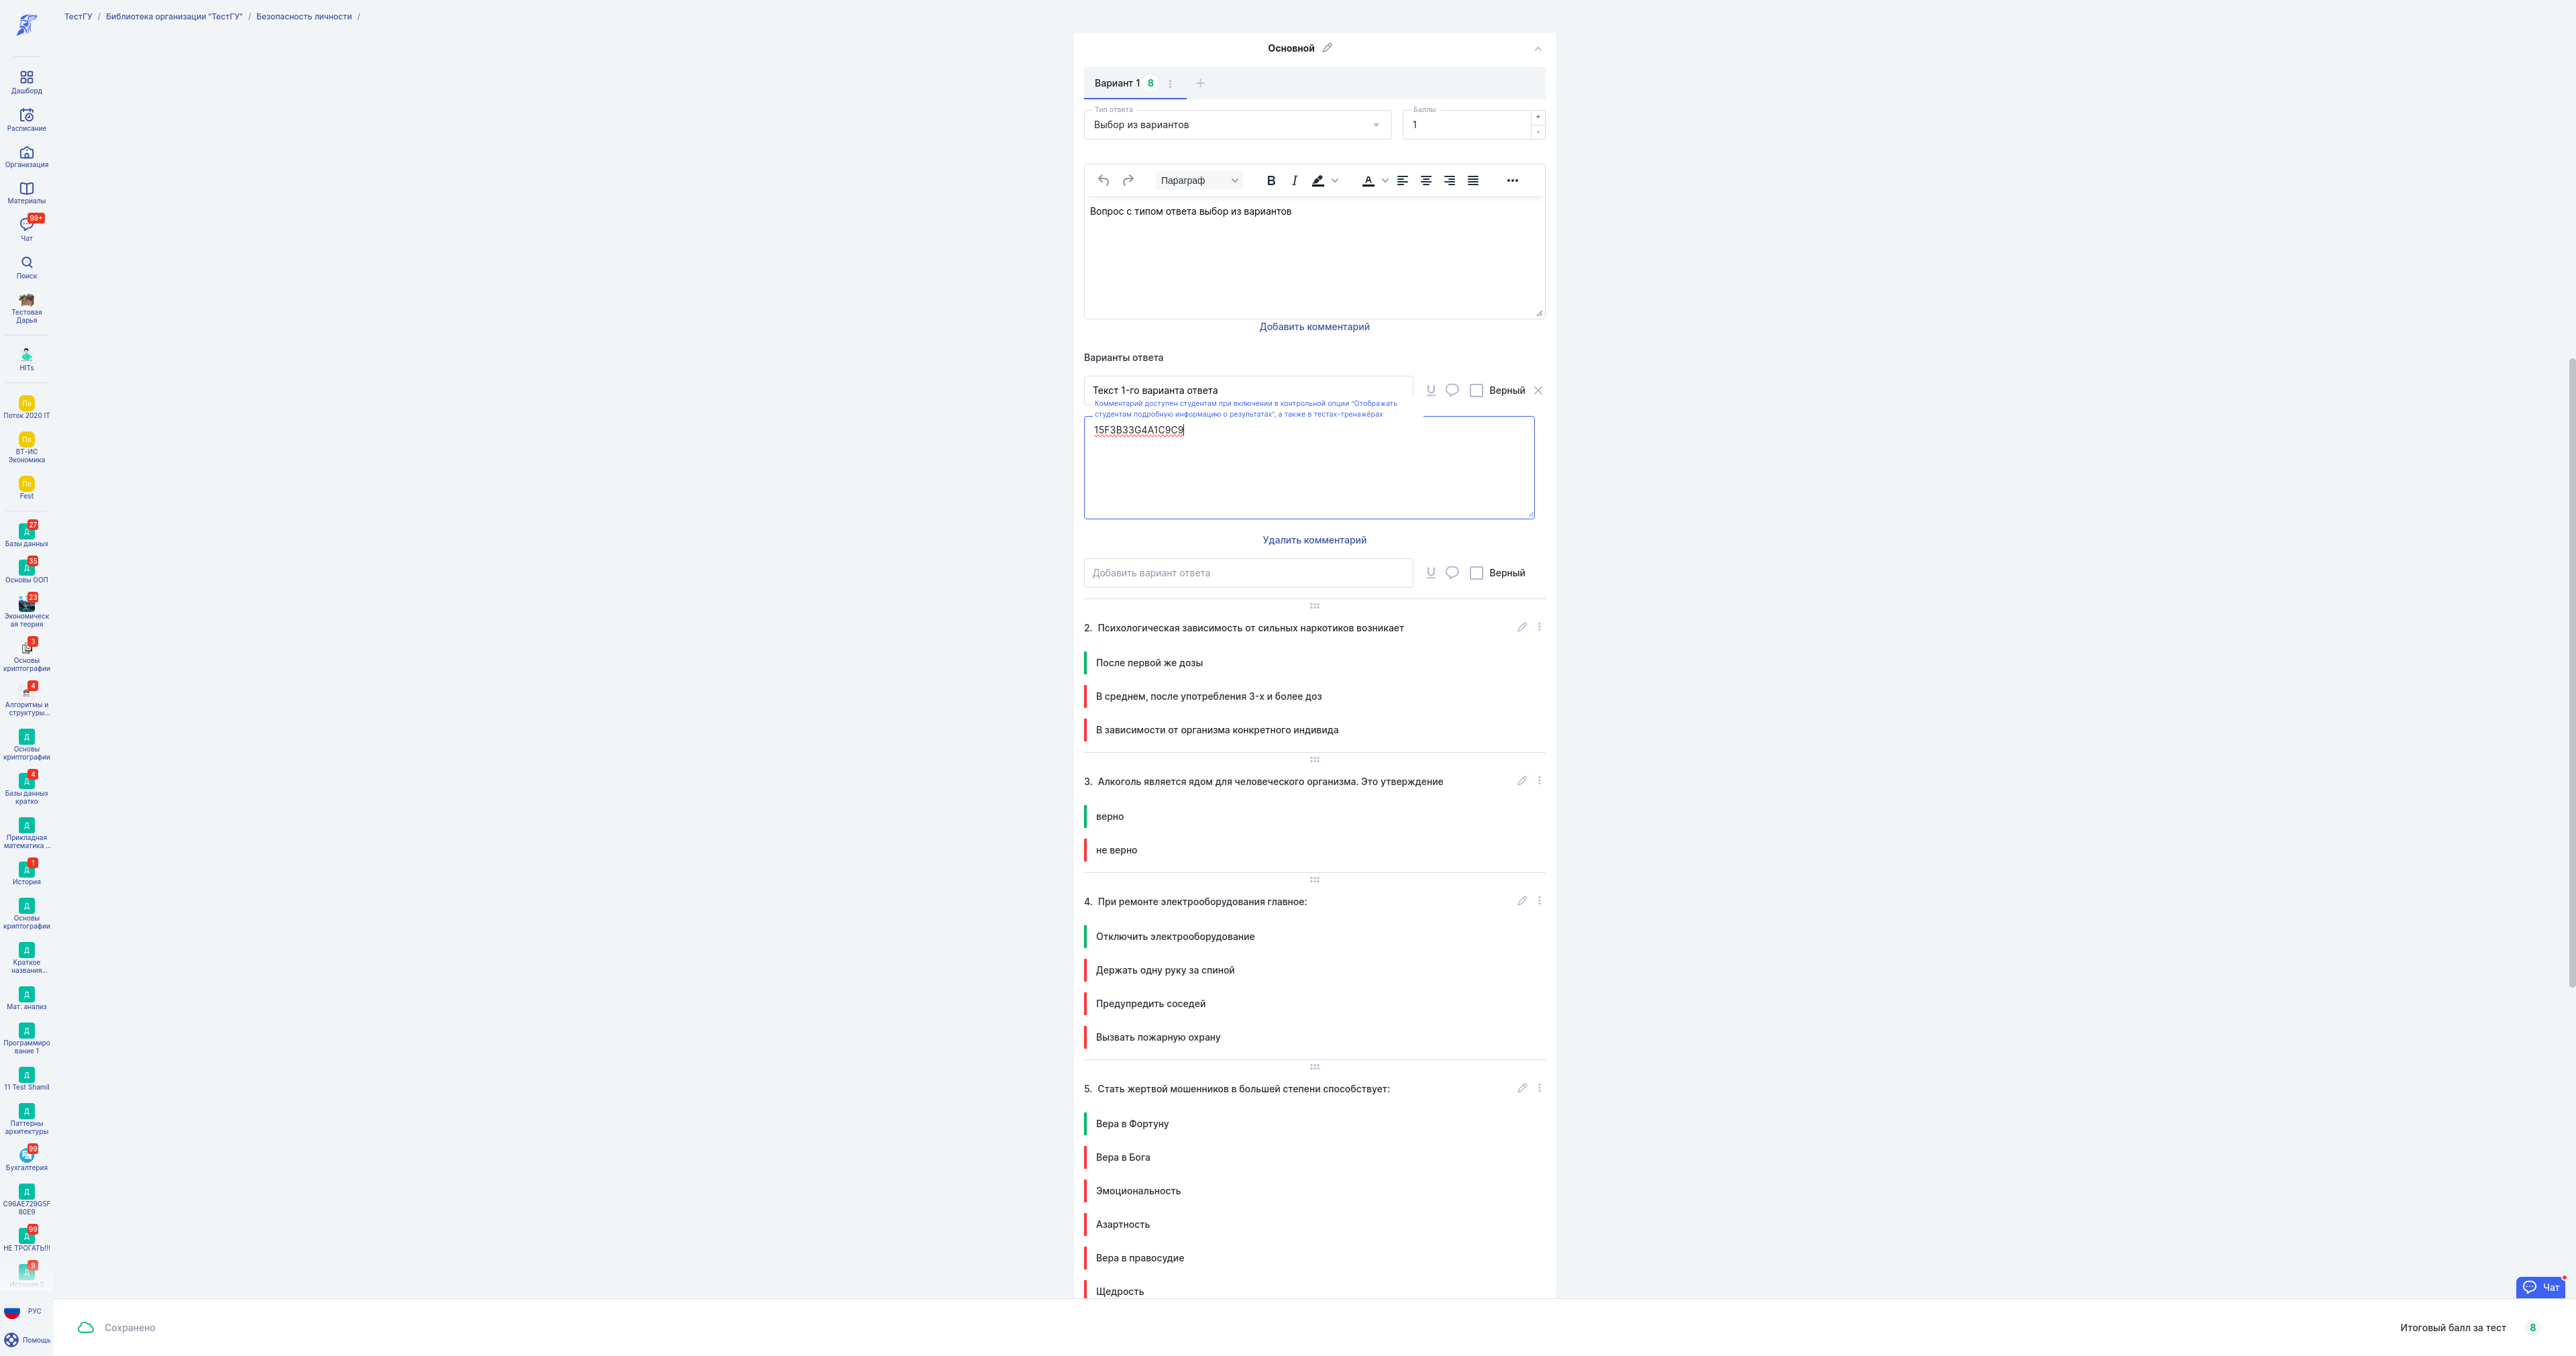 ТестГУ / Библиотека организации "ТестГУ" / Безопасность личности /
Дашборд
Расписание
Организация
Материалы
99+
Чат
Поиск
Тестовая
Дарья
HITs
По
Поток 2020 IT
По
ВТ-ИС
Экономика
По
Fest
27
Д
Базы данных
35
Д
Основы ООП
23
Экономическ
ая теория
3
Основы
криптографии
4
Алгоритмы и
структуры...
Д
Основы
криптографии
4
Д
Базы данных
кратко
Д
Прикладная
математика ...
1
Д
История
Д
Основы
криптографии
Д
Краткое
названия...
Д
Мат. анализ
Д
Программиро
вание 1
Д
11 Test Shamil
Д
Паттерны
архитектуры
99
Бухгалтерия
Д
C96AE729G5F
80E9
99
Д
НЕ ТРОГАТЬ!!!
9
Д
История 2
РУС
Помощь
Основной
Вариант 1 8
Тип ответа
Выбор из вариантов
Баллы
1
+
-
Параграф B I A
Вопрос с типом ответа выбор из вариантов
Добавить комментарий
Варианты ответа
Текст 1-го варианта ответа U Верный
Комментарий доступен студентам при включении в контрольной опции "Отображать
студентам подробную информацию о результатах", а также в тестах-тренажёрах
15F3B33G4A1C9C9
Удалить комментарий
Добавить вариант ответа U Верный
2. Психологическая зависимость от сильных наркотиков возникает
После первой же дозы
В среднем, после употребления 3-х и более доз
В зависимости от организма конкретного индивида
3. Алкоголь является ядом для человеческого организма. Это утверждение
верно
не верно
4. При ремонте электрооборудования главное:
Отключить электрооборудование
Держать одну руку за спиной
Предупредить соседей
Вызвать пожарную охрану
5. Стать жертвой мошенников в большей степени способствует:
Вера в Фортуну
Вера в Бога
Эмоциональность
Азартность
Вера в правосудие
Щедрость
Чат
Сохранено
Итоговый балл за тест 8